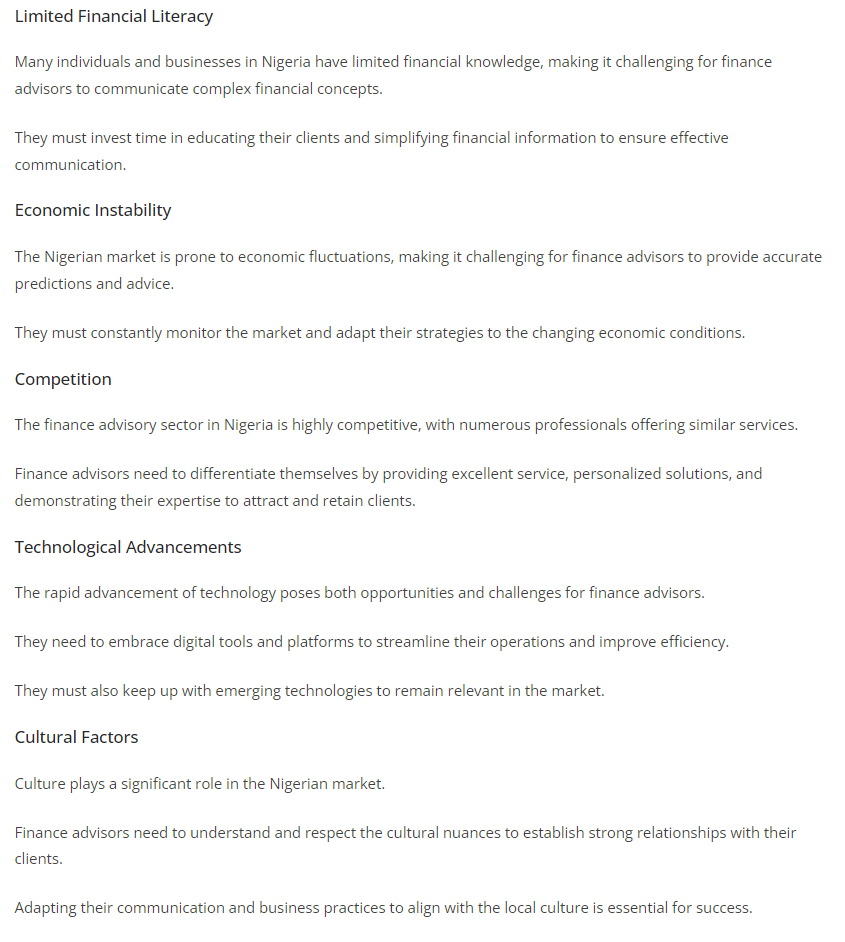 Limited Financial Literacy
Many individuals and businesses in Nigeria have limited financial knowledge, making it challenging for finance
advisors to communicate complex financial concepts.
They must invest time in educating their clients and simplifying financial information to ensure effective
communication.
Economic Instability
The Nigerian market is prone to economic fluctuations, making it challenging for finance advisors to provide accurate
predictions and advice.
They must constantly monitor the market and adapt their strategies to the changing economic conditions.
Competition
The finance advisory sector in Nigeria is highly competitive, with numerous professionals offering similar services.
Finance advisors need to differentiate themselves by providing excellent service, personalized solutions, and
demonstrating their expertise to attract and retain clients.
Technological Advancements
The rapid advancement of technology poses both opportunities and challenges for finance advisors.
They need to embrace digital tools and platforms to streamline their operations and improve efficiency.
They must also keep up with emerging technologies to remain relevant in the market.
Cultural Factors
Culture plays a significant role in the Nigerian market.
Finance advisors need to understand and respect the cultural nuances to establish strong relationships with their
clients.
Adapting their communication and business practices to align with the local culture is essential for success.